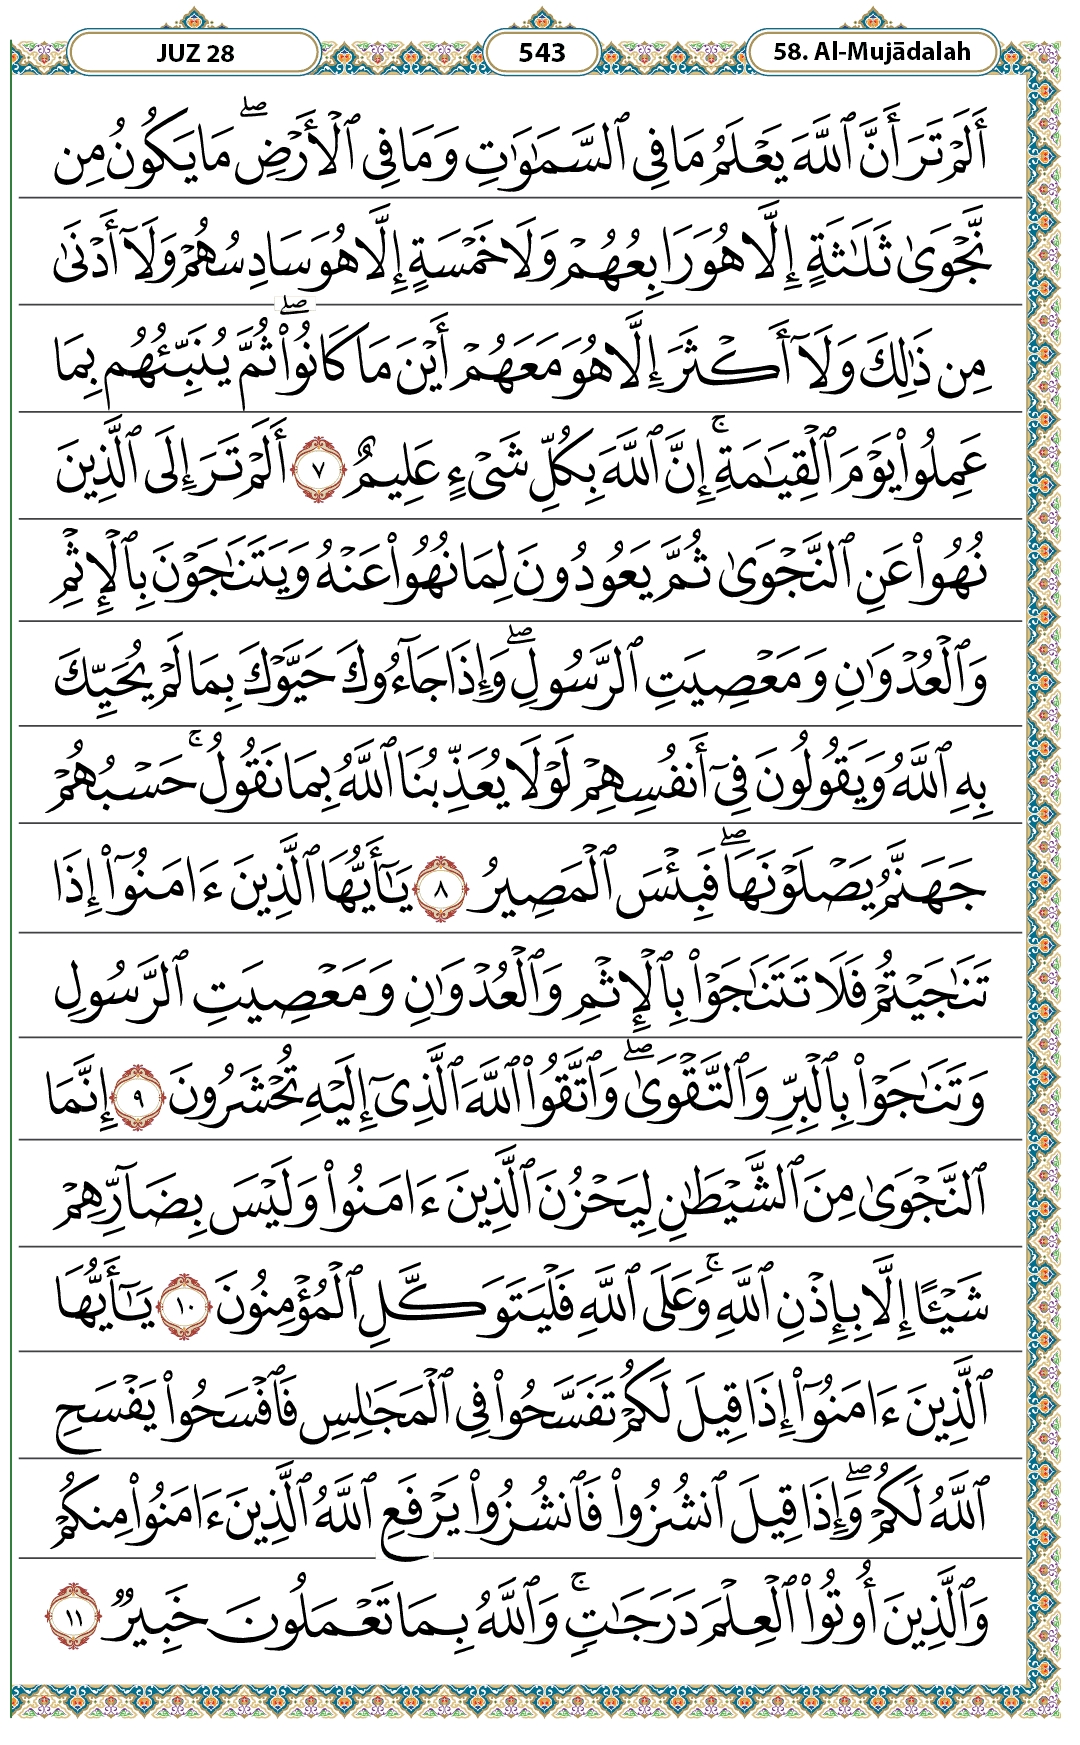 JUZ 28 543 58. Al-Mujādalah
أَلَمْ تَرَ أَنَّ ٱللَّهَ يَعْلَمُ مَا فِى ٱلسَّمَـٰوَٰتِ وَمَا فِى ٱلْأَرْضِ ۖ مَا يَكُونُ مِن
نَّجْوَىٰ ثَلَـٰثَةٍ إِلَّا هُوَ رَابِعُهُمْ وَلَا خَمْسَةٍ إِلَّا هُوَ سَادِسُهُمْ وَلَآ أَدْنَىٰ
مِن ذَٰلِكَ وَلَآ أَكْثَرَ إِلَّا هُوَ مَعَهُمْ أَيْنَ مَا كَانُوا۟ ۖ ثُمَّ يُنَبِّئُهُم بِمَا
عَمِلُوا۟ يَوْمَ ٱلْقِيَـٰمَةِ ۚ إِنَّ ٱللَّهَ بِكُلِّ شَىْءٍ عَلِيمٌ ٧ أَلَمْ تَرَ إِلَى ٱلَّذِينَ
نُهُوا۟ عَنِ ٱلنَّجْوَىٰ ثُمَّ يَعُودُونَ لِمَا نُهُوا۟ عَنْهُ وَيَتَنَـٰجَوْنَ بِٱلْإِثْمِ
وَٱلْعُدْوَٰنِ وَمَعْصِيَتِ ٱلرَّسُولِ ۖ وَإِذَا جَآءُوكَ حَيَّوْكَ بِمَا لَمْ يُحَيِّكَ
بِهِ ٱللَّهُ وَيَقُولُونَ فِىٓ أَنفُسِهِمْ لَوْلَا يُعَذِّبُنَا ٱللَّهُ بِمَا نَقُولُ ۚ حَسْبُهُمْ
جَهَنَّمُ يَصْلَوْنَهَا ۖ فَبِئْسَ ٱلْمَصِيرُ ٨ يَـٰٓأَيُّهَا ٱلَّذِينَ ءَامَنُوٓا۟ إِذَا
تَنَـٰجَيْتُمْ فَلَا تَتَنَـٰجَوْا۟ بِٱلْإِثْمِ وَٱلْعُدْوَٰنِ وَمَعْصِيَتِ ٱلرَّسُولِ
وَتَنَـٰجَوْا۟ بِٱلْبِرِّ وَٱلتَّقْوَىٰ ۖ وَٱتَّقُوا۟ ٱللَّهَ ٱلَّذِىٓ إِلَيْهِ تُحْشَرُونَ ٩ إِنَّمَا
ٱلنَّجْوَىٰ مِنَ ٱلشَّيْطَـٰنِ لِيَحْزُنَ ٱلَّذِينَ ءَامَنُوا۟ وَلَيْسَ بِضَآرِّهِمْ
شَيْـًٔا إِلَّا بِإِذْنِ ٱللَّهِ ۚ وَعَلَى ٱللَّهِ فَلْيَتَوَكَّلِ ٱلْمُؤْمِنُونَ ١٠ يَـٰٓأَيُّهَا
ٱلَّذِينَ ءَامَنُوٓا۟ إِذَا قِيلَ لَكُمْ تَفَسَّحُوا۟ فِى ٱلْمَجَـٰلِسِ فَٱفْسَحُوا۟ يَفْسَحِ
ٱللَّهُ لَكُمْ ۖ وَإِذَا قِيلَ ٱنشُزُوا۟ فَٱنشُزُوا۟ يَرْفَعِ ٱللَّهُ ٱلَّذِينَ ءَامَنُوا۟ مِنكُمْ
وَٱلَّذِينَ أُوتُوا۟ ٱلْعِلْمَ دَرَجَـٰتٍ ۚ وَٱللَّهُ بِمَا تَعْمَلُونَ خَبِيرٌ ١١